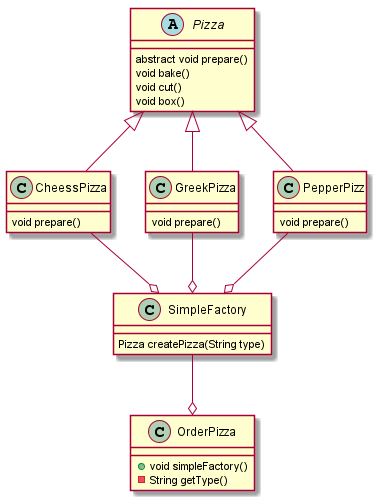 A Pizza
abstract void prepare()
void bake()
void cut()
void box()
C CheessPizza
void prepare()
C GreekPizza
void prepare()
C PepperPizz
void prepare()
C SimpleFactory
Pizza createPizza(String type)
C OrderPizza
void simpleFactory()
String getType()